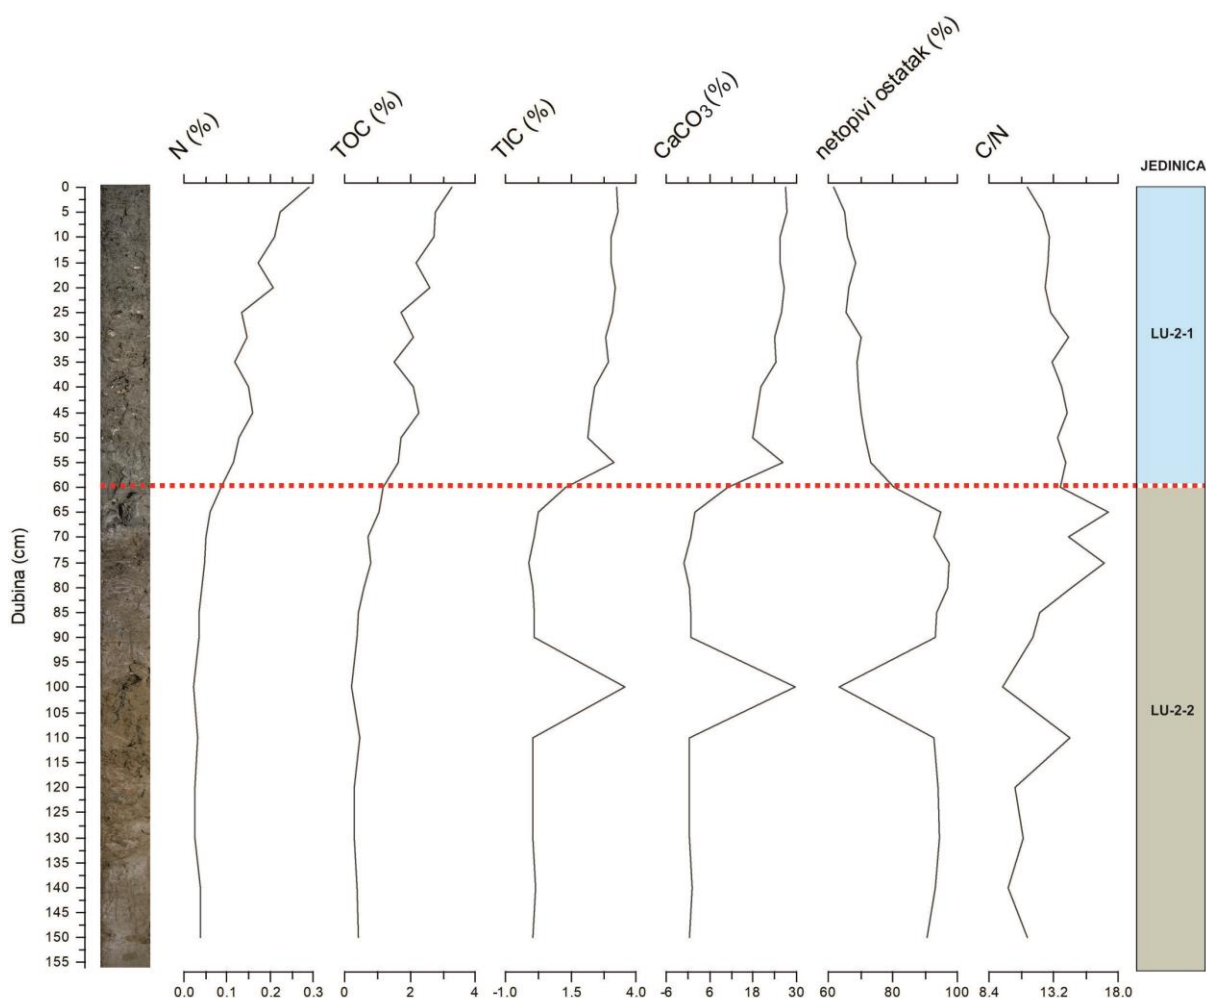 N (%)
TOC (%)
TIC (%)
CaCO3 (%)
netopivi ostatak (%)
C/N
JEDINICA
0
5
10
15
20
25
30
35
40
45
50
55
60
65
70
75
80
85
90
95
100
105
110
115
120
125
130
135
140
145
150
155
Dubina (cm)
LU-2-1
LU-2-2
0.0 0.1 0.2 0.3
0 2 4
-1.0 1.5 4.0
-6 6 18 30
60 80 100
8.4 13.2 18.0